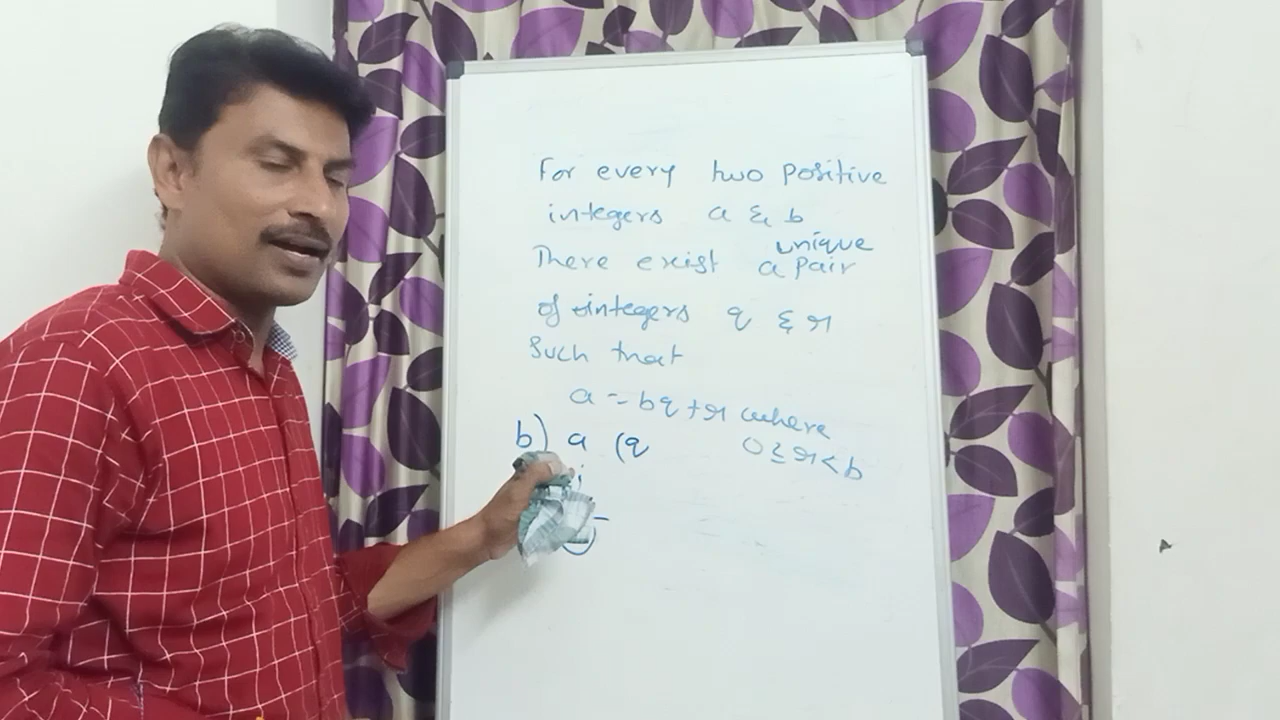 For every two positive
integers a & b
unique
There exist a pair
of integers q & r
Such that
a = bq + r where
0 ≤ r < b
b) a (q